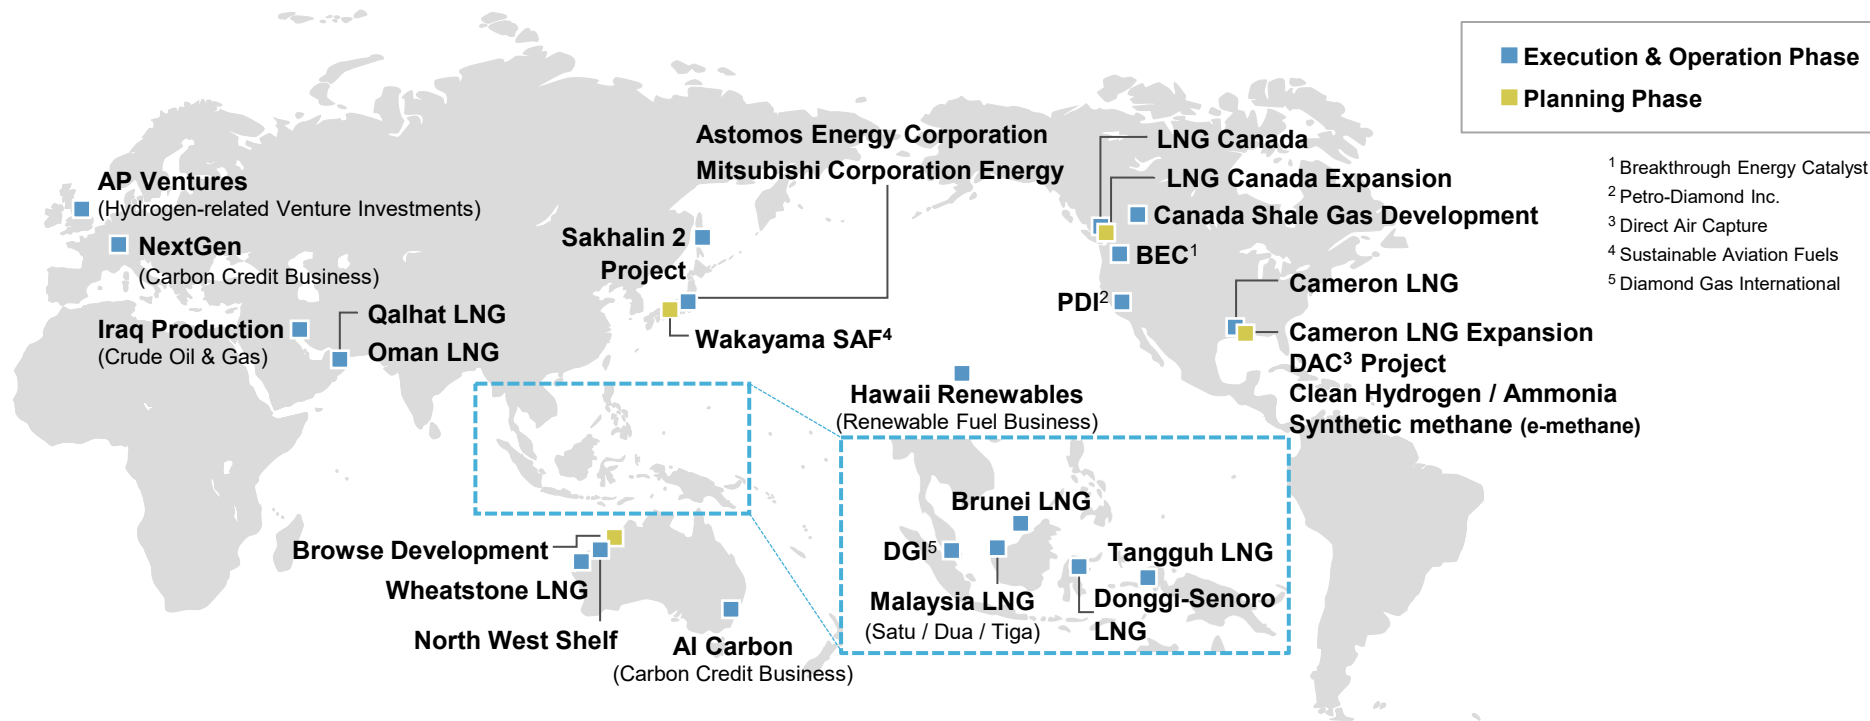 Execution & Operation Phase
Planning Phase
¹ Breakthrough Energy Catalyst
² Petro-Diamond Inc.
³ Direct Air Capture
⁴ Sustainable Aviation Fuels
⁵ Diamond Gas International
AP Ventures
(Hydrogen-related Venture Investments)
NextGen
(Carbon Credit Business)
Iraq Production
(Crude Oil & Gas)
Qalhat LNG
Oman LNG
Astomos Energy Corporation
Mitsubishi Corporation Energy
Sakhalin 2
Project
Wakayama SAF⁴
LNG Canada
LNG Canada Expansion
Canada Shale Gas Development
BEC¹
PDI²
Cameron LNG
Cameron LNG Expansion
DAC³ Project
Clean Hydrogen / Ammonia
Synthetic methane (e-methane)
Hawaii Renewables
(Renewable Fuel Business)
Brunei LNG
DGI⁵
Malaysia LNG
(Satu / Dua / Tiga)
Tangguh LNG
Donggi-Senoro
LNG
Browse Development
Wheatstone LNG
North West Shelf
AI Carbon
(Carbon Credit Business)